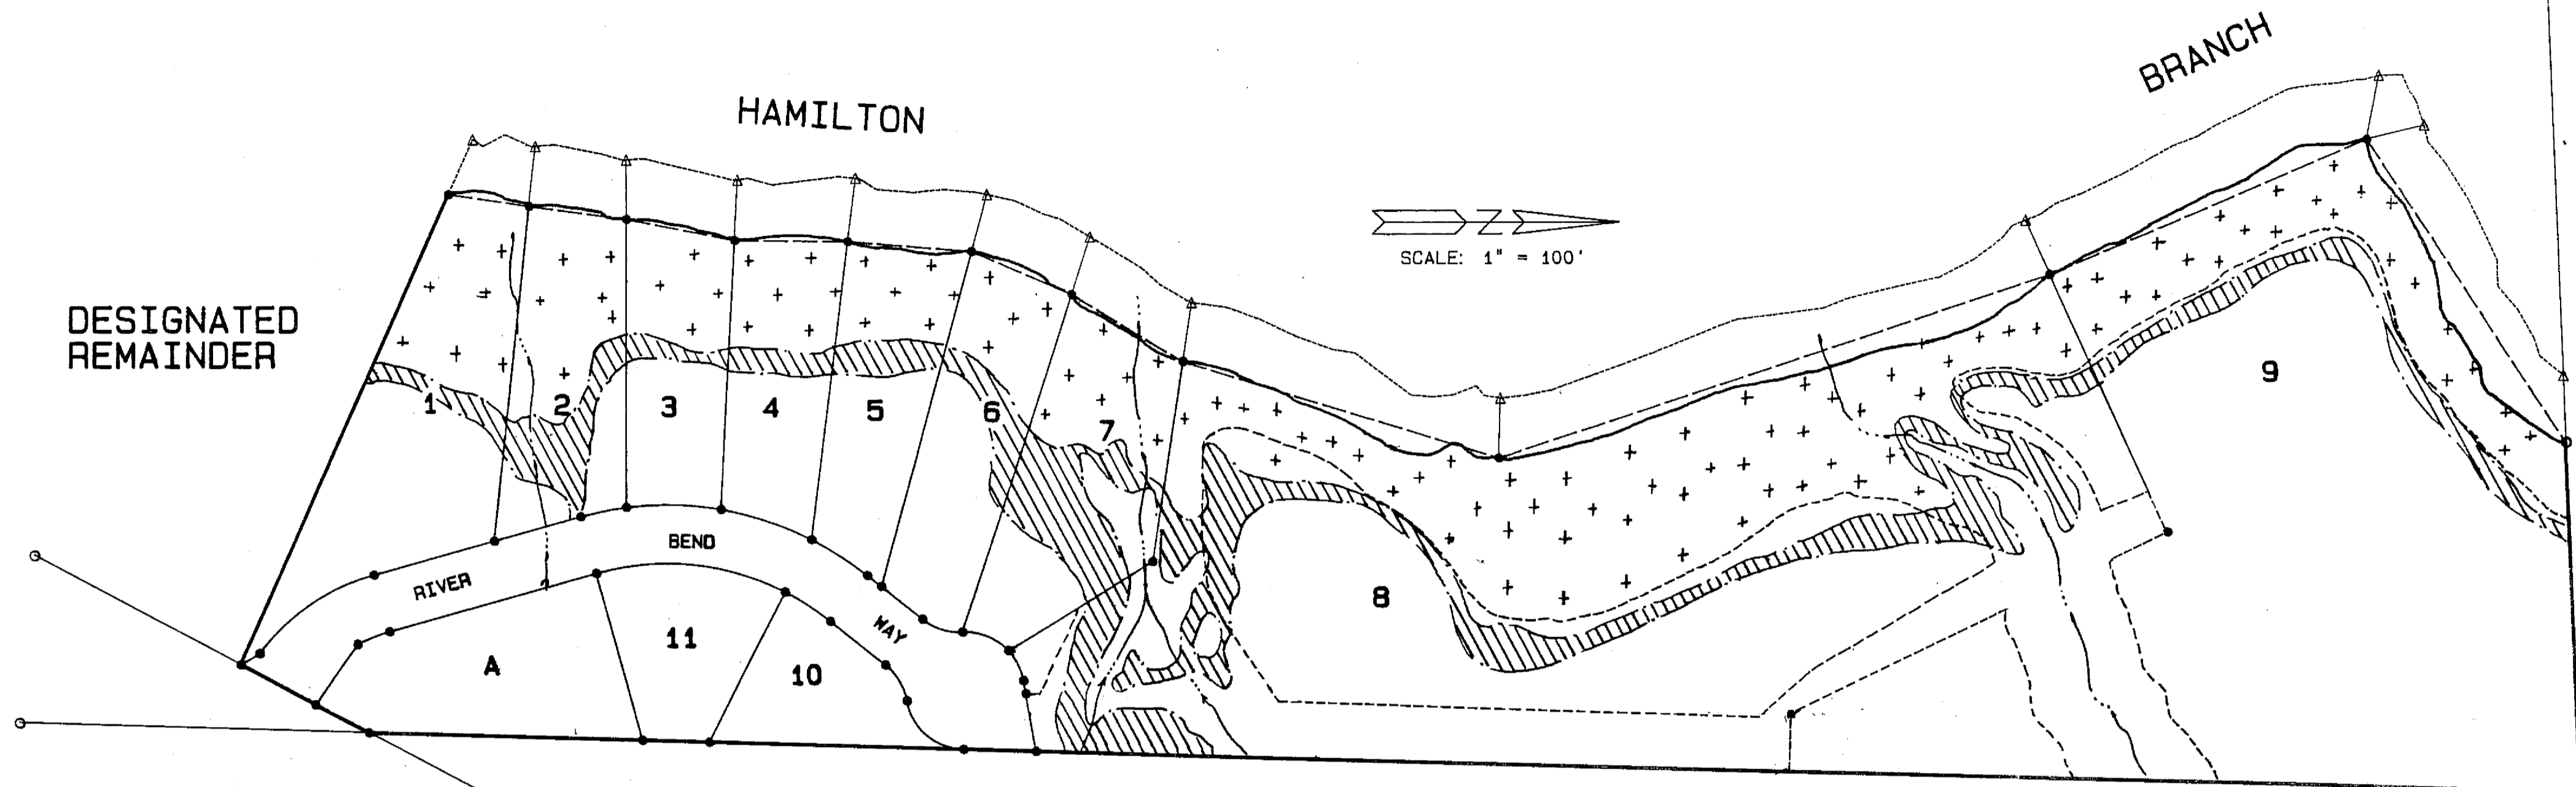 BRANCH
HAMILTON
Z
SCALE: 1" = 100'
DESIGNATED
REMAINDER
1
2
3
4
5
6
7
8
9
RIVER BEND WAY
A
11
10